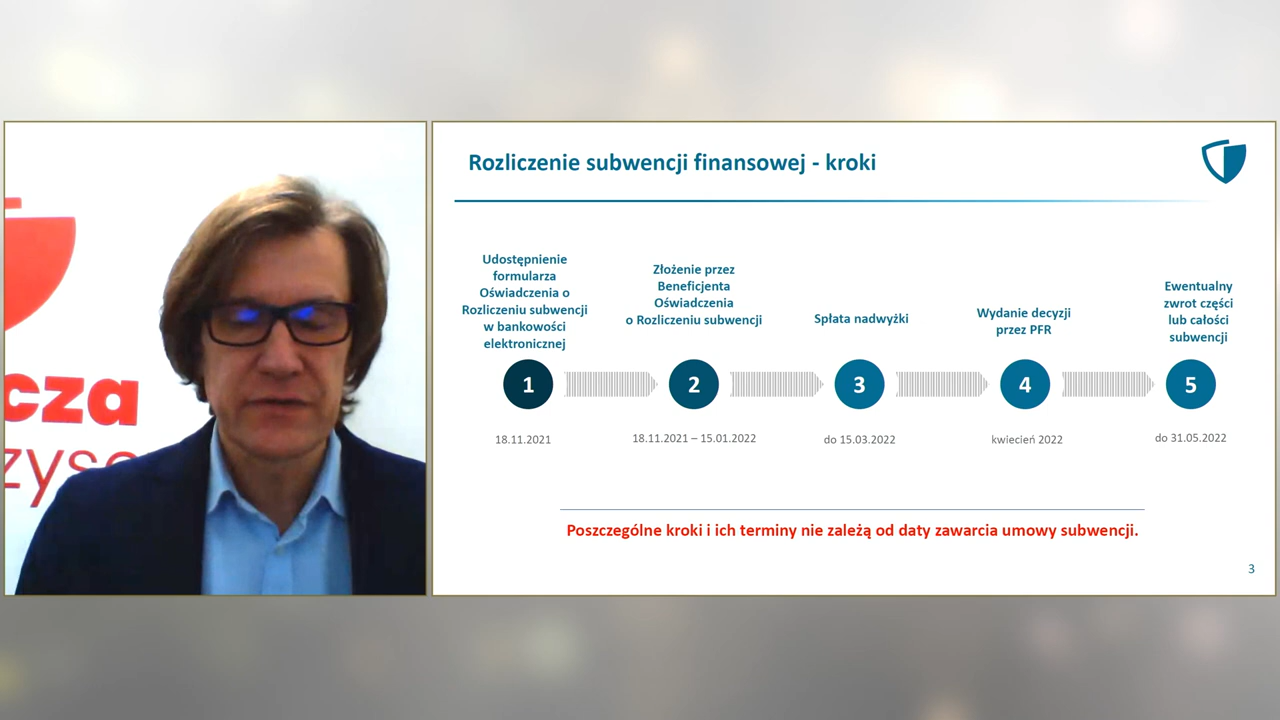 cza
zyso
Rozliczenie subwencji finansowej - kroki
Udostępnienie
formularza
Oświadczenia o
Rozliczeniu subwencji
w bankowości
elektronicznej
1
18.11.2021
Złożenie przez
Beneficjenta
Oświadczenia
o Rozliczeniu subwencji
2
18.11.2021 – 15.01.2022
Spłata nadwyżki
3
do 15.03.2022
Wydanie decyzji
przez PFR
4
kwiecień 2022
Ewentualny
zwrot części
lub całości
subwencji
5
do 31.05.2022
Poszczególne kroki i ich terminy nie zależą od daty zawarcia umowy subwencji.
3